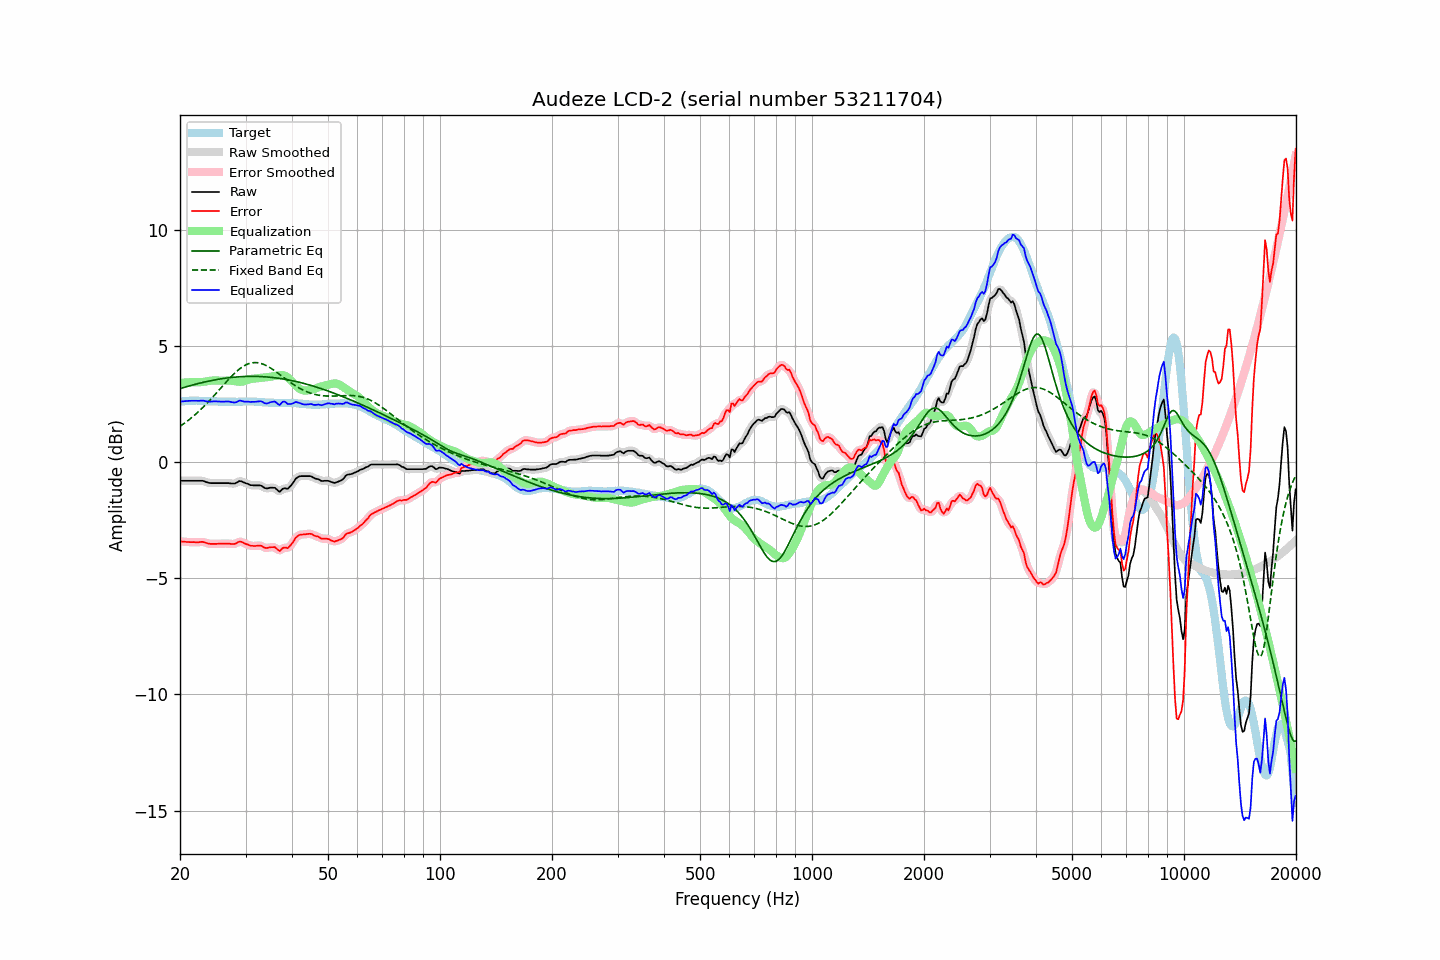 Audeze LCD-2 (serial number 53211704)
Target
Raw Smoothed
Error Smoothed
Raw
Error
Equalization
Parametric Eq
Fixed Band Eq
Equalized
10
5
0
−5
−10
−15
Amplitude (dBr)
20
50
100
200
500
1000
2000
5000
10000
20000
Frequency (Hz)